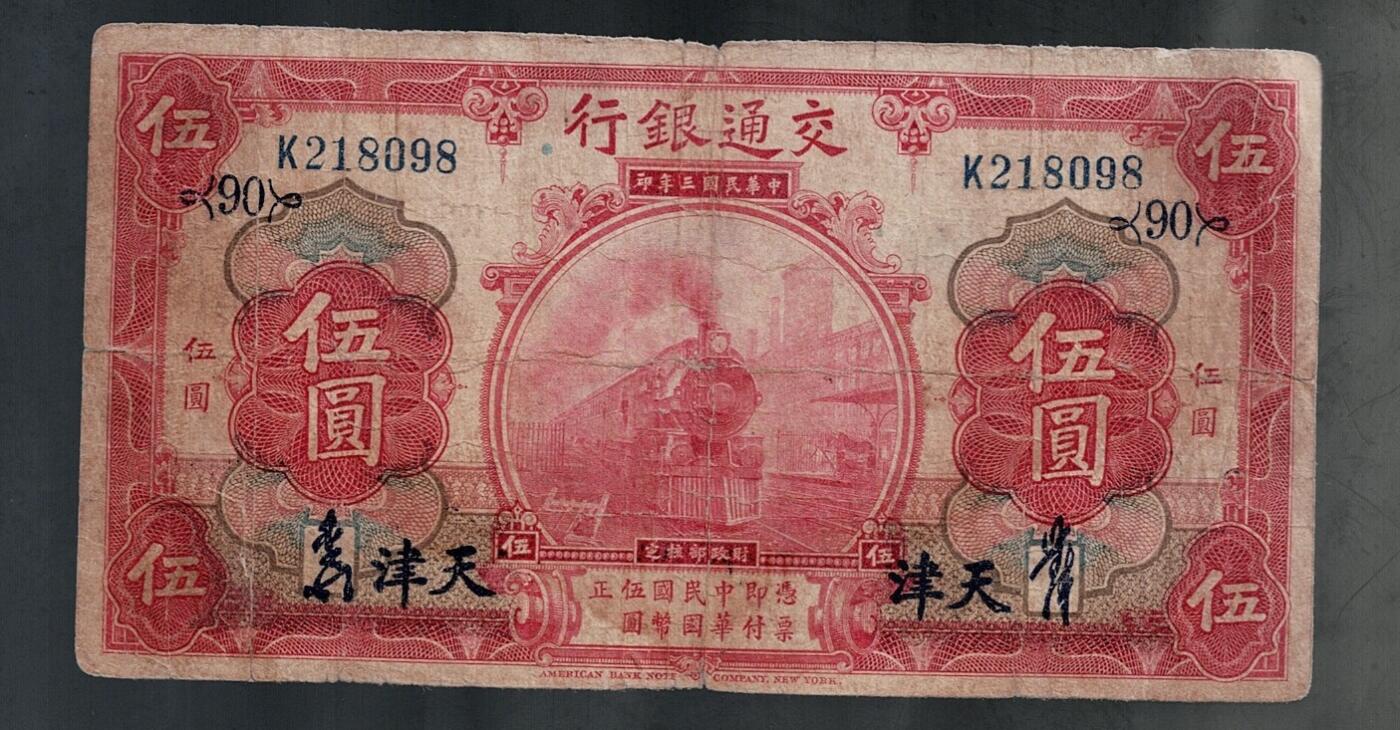 交通銀行
中華民國三年印
K218098
K218098
90
90
伍
伍
伍圓
伍圓
伍圓
伍圓
天津
天津
伍
伍
財政部核定
憑票即付中華民國國幣伍圓正
伍
伍
AMERICAN BANK NOTE COMPANY, NEW YORK.